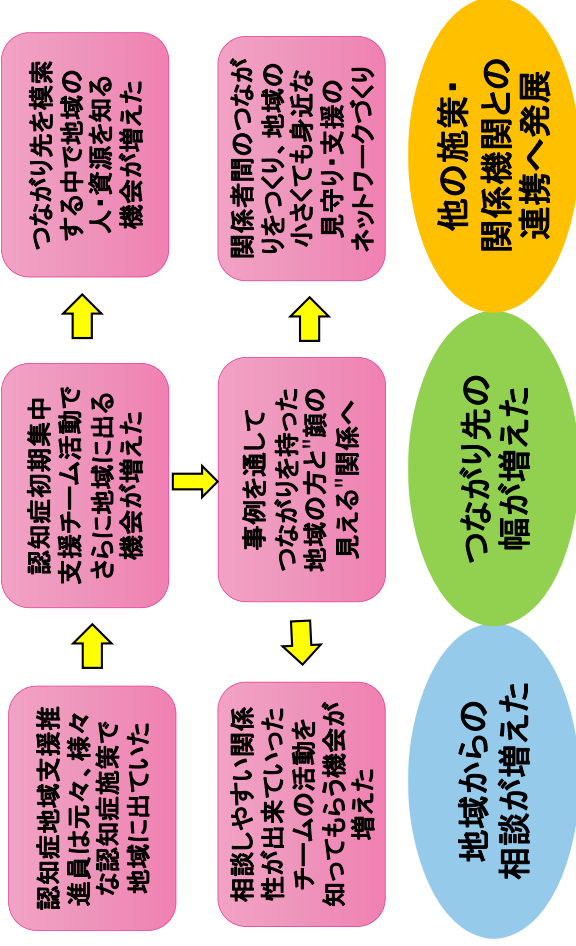 認知症地域支援推
進員は元々、様々
な認知症施策で
地域に出ていた
認知症初期集中
支援チーム活動で
さらに地域に出る
機会が増えた
つながり先を模索
する中で地域の
人・資源を知る
機会が増えた
相談しやすい関係
性が出来ていった
チームの活動を
知ってもらう機会が
増えた
事例を通して
つながりを持った
地域の方と"顔の
見える"関係へ
関係者間のつなが
りをつくり、地域の
小さくても身近な
見守り・支援の
ネットワークづくり
地域からの
相談が増えた
つながり先の
幅が増えた
他の施策・
関係機関との
連携へ発展